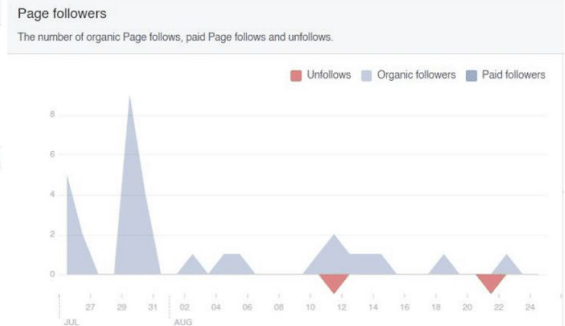 Page followers
The number of organic Page follows, paid Page follows and unfollows.
Unfollows Organic followers Paid followers
8
6
4
2
0
27 29 31 02 04 06 08 10 12 14 16 18 20 22 24
JUL AUG